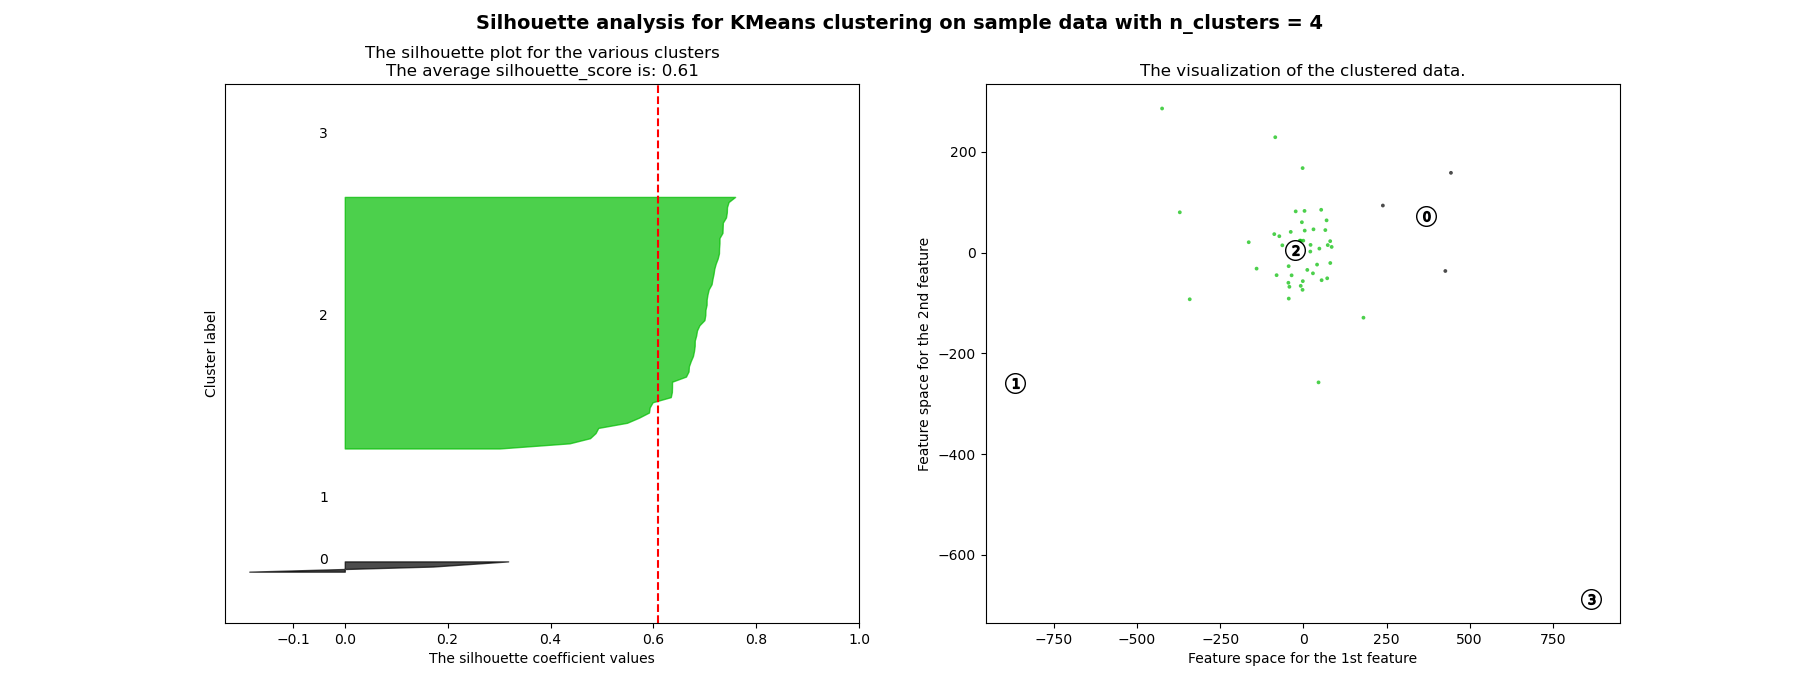 Silhouette analysis for KMeans clustering on sample data with n_clusters = 4
The silhouette plot for the various clusters
The average silhouette_score is: 0.61
3
2
1
0
Cluster label
−0.1 0.0 0.2 0.4 0.6 0.8 1.0
The silhouette coefficient values
The visualization of the clustered data.
200
0
−200
−400
−600
Feature space for the 2nd feature
0
2
1
3
−750 −500 −250 0 250 500 750
Feature space for the 1st feature